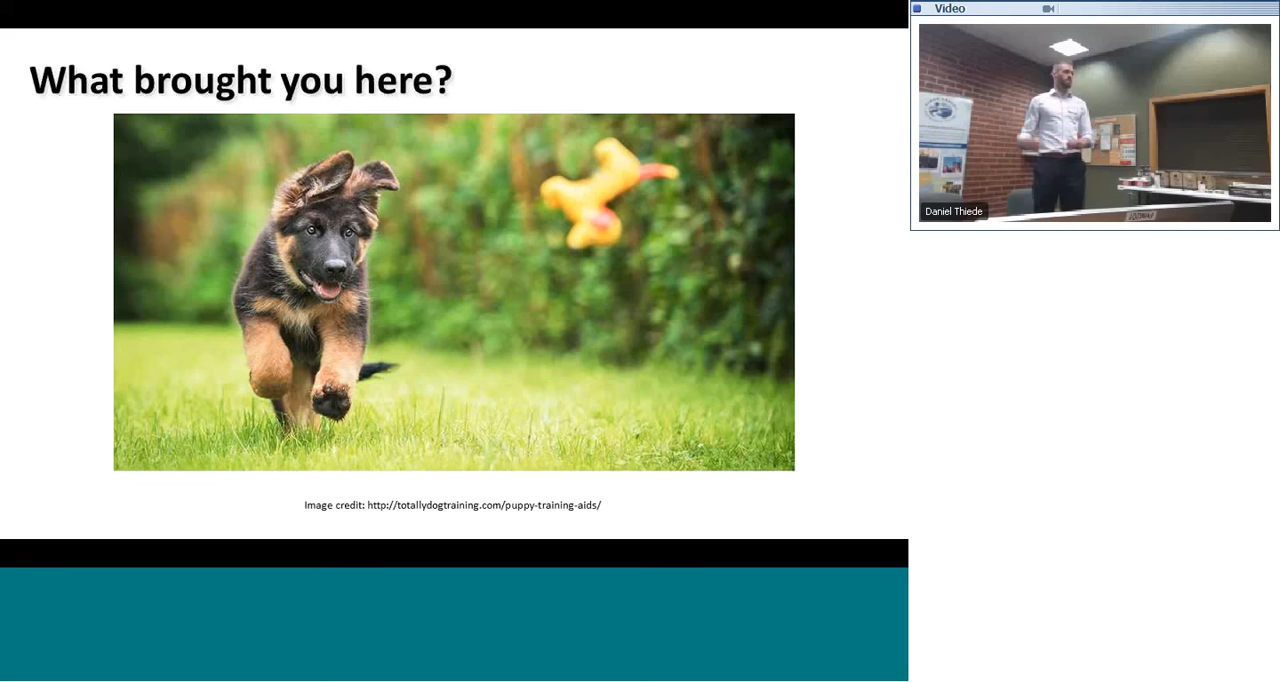 What brought you here?
Image credit: http://totallydogtraining.com/puppy-training-aids/
Video
Daniel Thiede